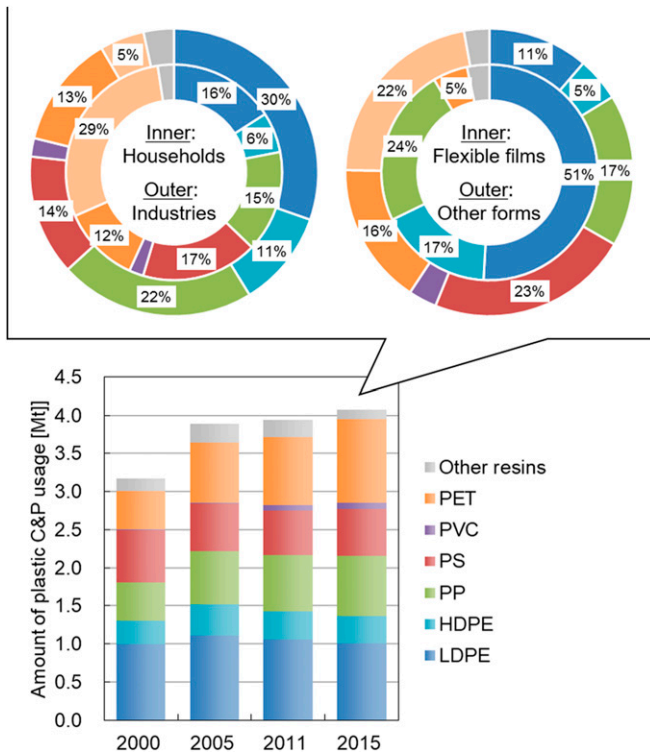 5%
11%
13%
16%
30%
5%
22%
5%
29%
6%
24%
Inner:
Households
Inner:
Flexible films
51%
17%
Outer:
Industries
Outer:
Other forms
15%
14%
12%
17%
11%
16%
17%
22%
23%
Amount of plastic C&P usage [Mt]]
4.5
4.0
3.5
3.0
2.5
2.0
1.5
1.0
0.5
0.0
2000 2005 2011 2015
Other resins
PET
PVC
PS
PP
HDPE
LDPE